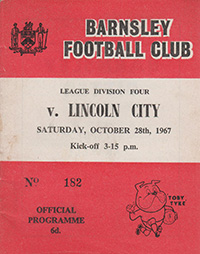 BARNSLEY
FOOTBALL CLUB
LEAGUE DIVISION FOUR
v. LINCOLN CITY
SATURDAY, OCTOBER 28th, 1967
Kick-off 3-15 p.m.
No 182
TOBY
TYKE
OFFICIAL
PROGRAMME
6d.